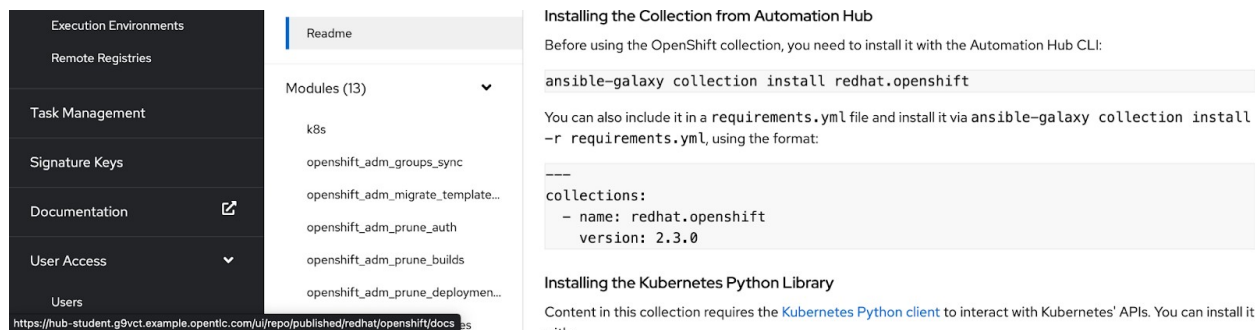 Execution Environments
Remote Registries
Task Management
Signature Keys
Documentation
User Access
Users
https://hub-student.g9vct.example.opentlc.com/ui/repo/published/redhat/openshift/docs
Readme
Modules (13)
k8s
openshift_adm_groups_sync
openshift_adm_migrate_template...
openshift_adm_prune_auth
openshift_adm_prune_builds
openshift_adm_prune_deploymen...
Installing the Collection from Automation Hub
Before using the OpenShift collection, you need to install it with the Automation Hub CLI:
ansible-galaxy collection install redhat.openshift
You can also include it in a requirements.yml file and install it via ansible-galaxy collection install
-r requirements.yml, using the format:
---
collections:
  - name: redhat.openshift
    version: 2.3.0
Installing the Kubernetes Python Library
Content in this collection requires the Kubernetes Python client to interact with Kubernetes' APIs. You can install it